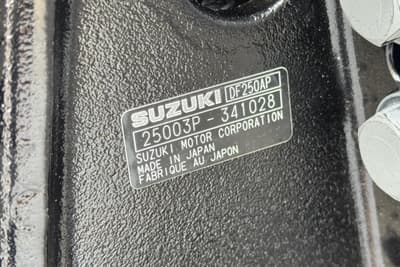 SUZUKI DF250AP
25003P-341028
SUZUKI MOTOR CORPORATION
MADE IN JAPAN
FABRIQUE AU JAPON